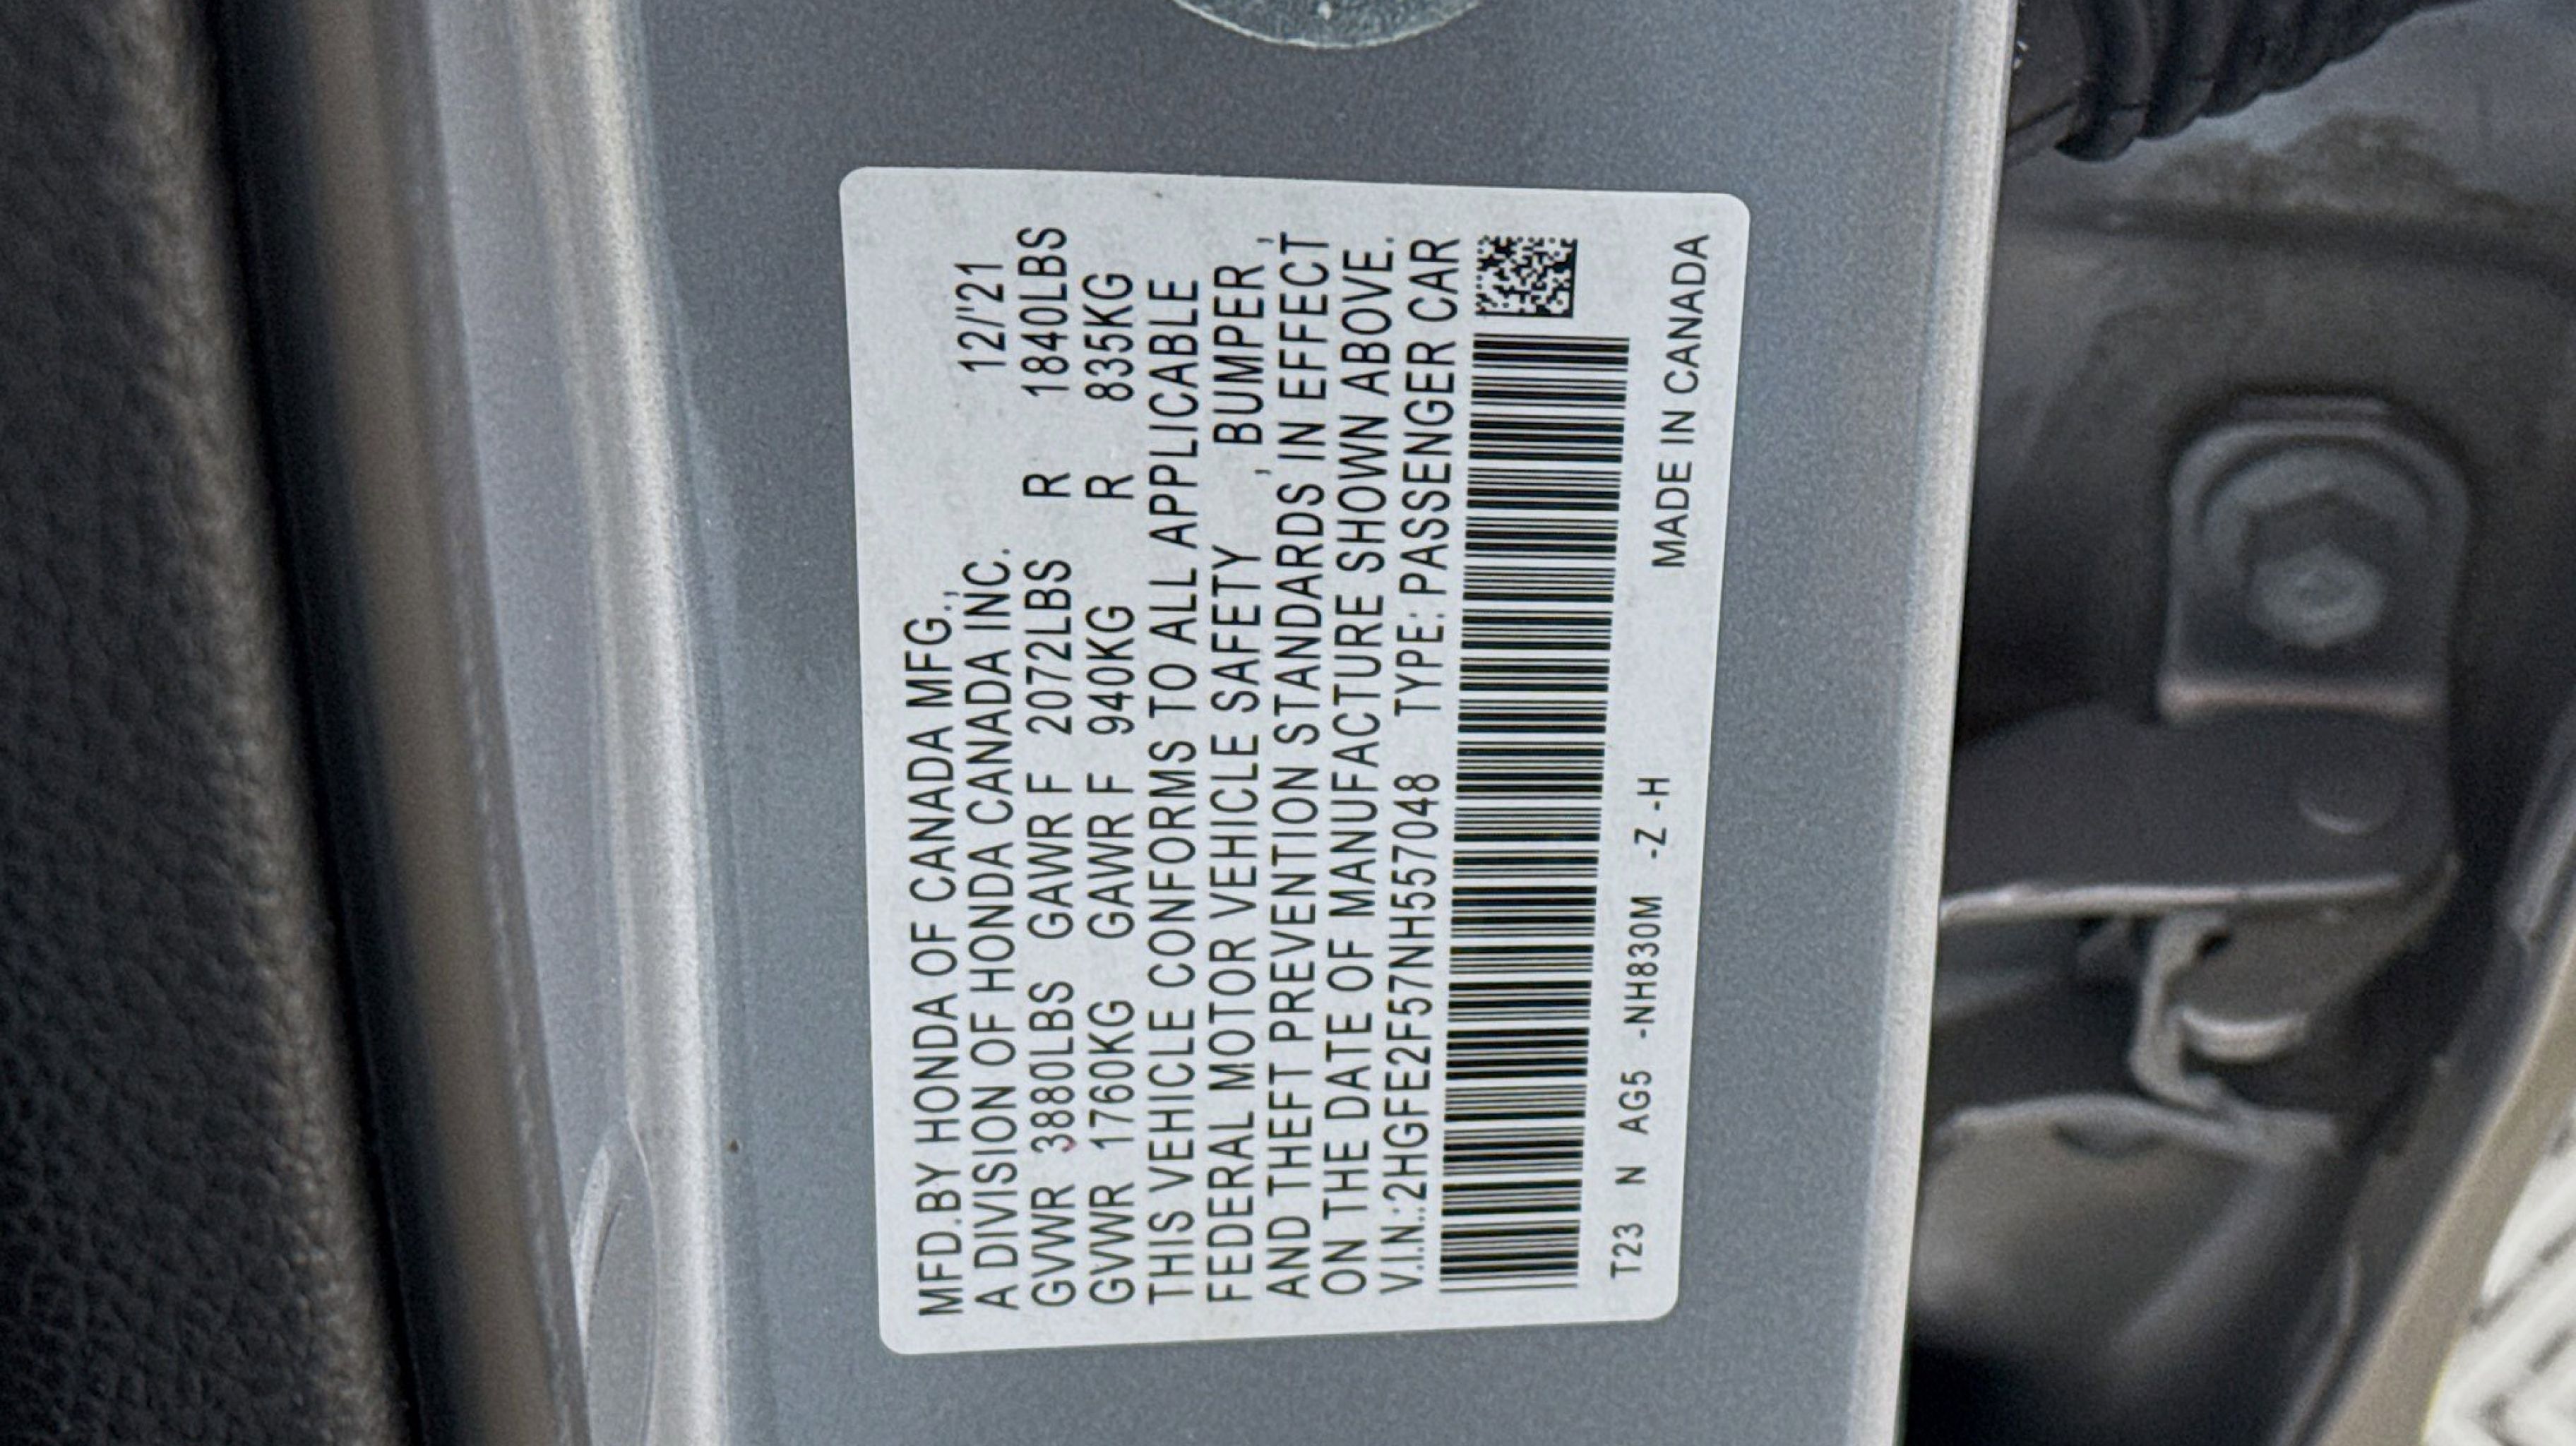 MFD.BY HONDA OF CANADA MFG.,
A DIVISION OF HONDA CANADA INC. 12/'21
GVWR 3880LBS GAWR F 2072LBS R 1840LBS
GVWR 1760KG GAWR F 940KG R 835KG
THIS VEHICLE CONFORMS TO ALL APPLICABLE
FEDERAL MOTOR VEHICLE SAFETY , BUMPER ,
AND THEFT PREVENTION STANDARDS IN EFFECT
ON THE DATE OF MANUFACTURE SHOWN ABOVE.
V.I.N.:2HGFE2F57NH557048 TYPE: PASSENGER CAR
T23 N AG5 -NH830M -Z -H
MADE IN CANADA